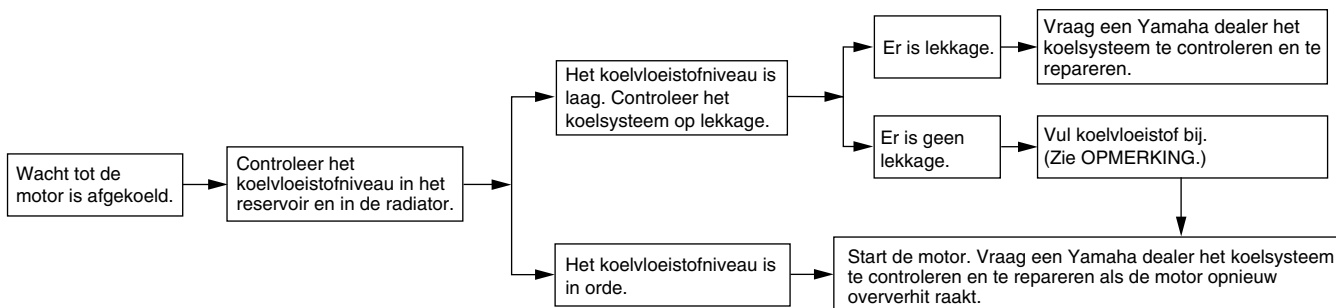 Wacht tot de
motor is afgekoeld.
Controleer het
koelvloeistofniveau in het
reservoir en in de radiator.
Het koelvloeistofniveau is
laag. Controleer het
koelsysteem op lekkage.
Er is lekkage.
Vraag een Yamaha dealer het
koelsysteem te controleren en te
repareren.
Er is geen
lekkage.
Vul koelvloeistof bij.
(Zie OPMERKING.)
Het koelvloeistofniveau is
in orde.
Start de motor. Vraag een Yamaha dealer het koelsysteem
te controleren en te repareren als de motor opnieuw
oververhit raakt.